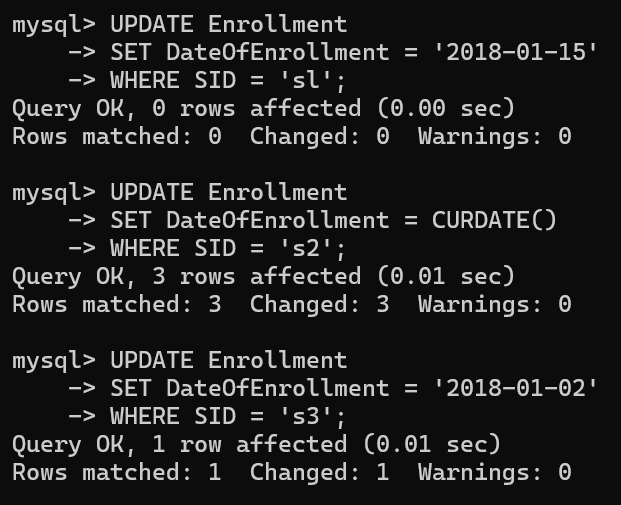 mysql> UPDATE Enrollment
    -> SET DateOfEnrollment = '2018-01-15'
    -> WHERE SID = 'sl';
Query OK, 0 rows affected (0.00 sec)
Rows matched: 0  Changed: 0  Warnings: 0

mysql> UPDATE Enrollment
    -> SET DateOfEnrollment = CURDATE()
    -> WHERE SID = 's2';
Query OK, 3 rows affected (0.01 sec)
Rows matched: 3  Changed: 3  Warnings: 0

mysql> UPDATE Enrollment
    -> SET DateOfEnrollment = '2018-01-02'
    -> WHERE SID = 's3';
Query OK, 1 row affected (0.01 sec)
Rows matched: 1  Changed: 1  Warnings: 0